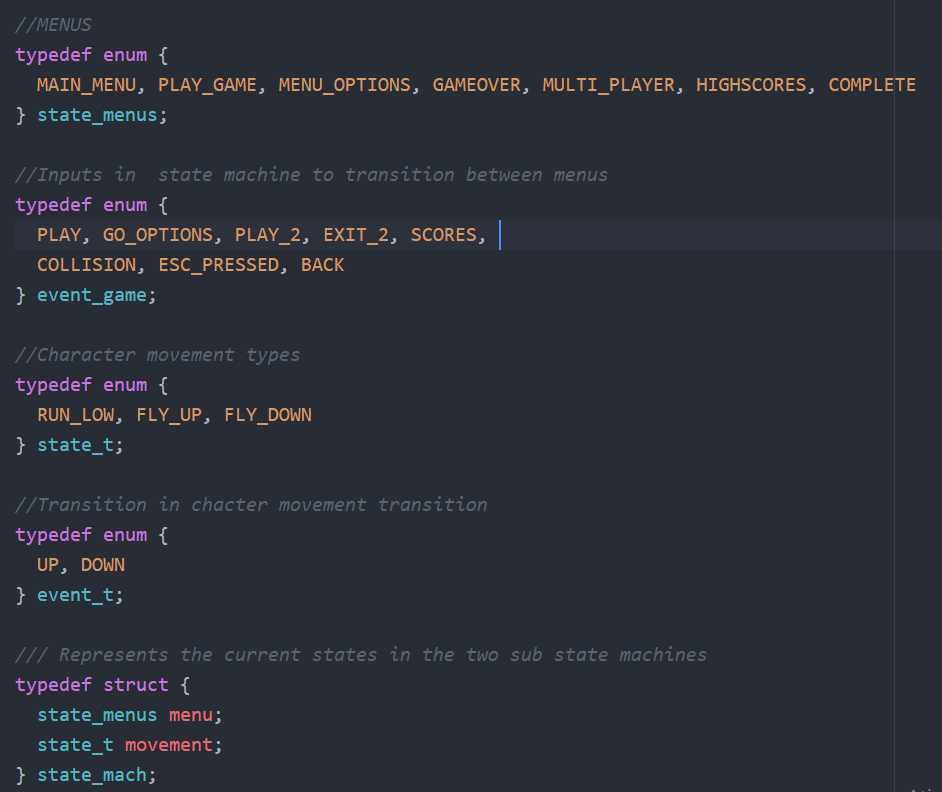 //MENUS
typedef enum {
  MAIN_MENU, PLAY_GAME, MENU_OPTIONS, GAMEOVER, MULTI_PLAYER, HIGHSCORES, COMPLETE
} state_menus;
//Inputs in  state machine to transition between menus
typedef enum {
  PLAY, GO_OPTIONS, PLAY_2, EXIT_2, SCORES,
  COLLISION, ESC_PRESSED, BACK
} event_game;
//Character movement types
typedef enum {
  RUN_LOW, FLY_UP, FLY_DOWN
} state_t;
//Transition in chacter movement transition
typedef enum {
  UP, DOWN
} event_t;
/// Represents the current states in the two sub state machines
typedef struct {
  state_menus menu;
  state_t movement;
} state_mach;